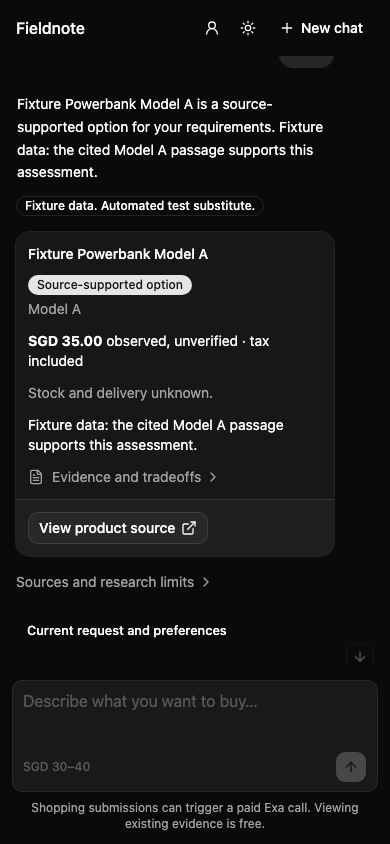 Fieldnote
New chat
Fixture Powerbank Model A is a source-
supported option for your requirements. Fixture
data: the cited Model A passage supports this
assessment.
Fixture data. Automated test substitute.
Fixture Powerbank Model A
Source-supported option
Model A
SGD 35.00 observed, unverified · tax
included
Stock and delivery unknown.
Fixture data: the cited Model A passage
supports this assessment.
Evidence and tradeoffs
View product source
Sources and research limits
Current request and preferences
Describe what you want to buy...
SGD 30–40
Shopping submissions can trigger a paid Exa call. Viewing
existing evidence is free.